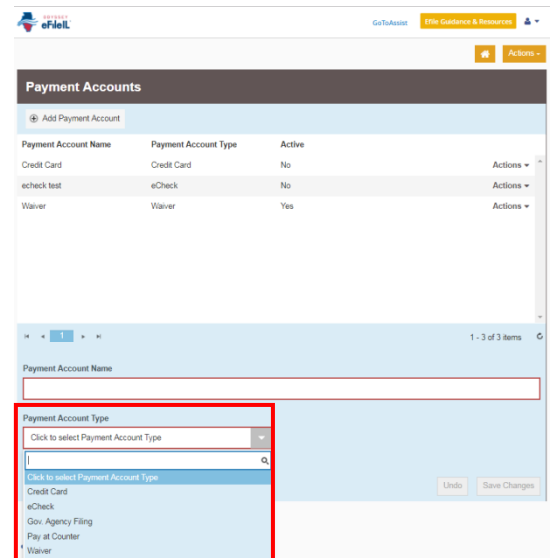 ODYSSEY
eFileIL
GoToAssist
Efile Guidance & Resources
Actions
Payment Accounts
Add Payment Account
Payment Account Name Payment Account Type Active
Credit Card Credit Card No Actions
echeck test eCheck No Actions
Waiver Waiver Yes Actions
1
1 - 3 of 3 items
Payment Account Name
Payment Account Type
Click to select Payment Account Type
Click to select Payment Account Type
Credit Card
eCheck
Gov. Agency Filing
Pay at Counter
Waiver
Undo Save Changes